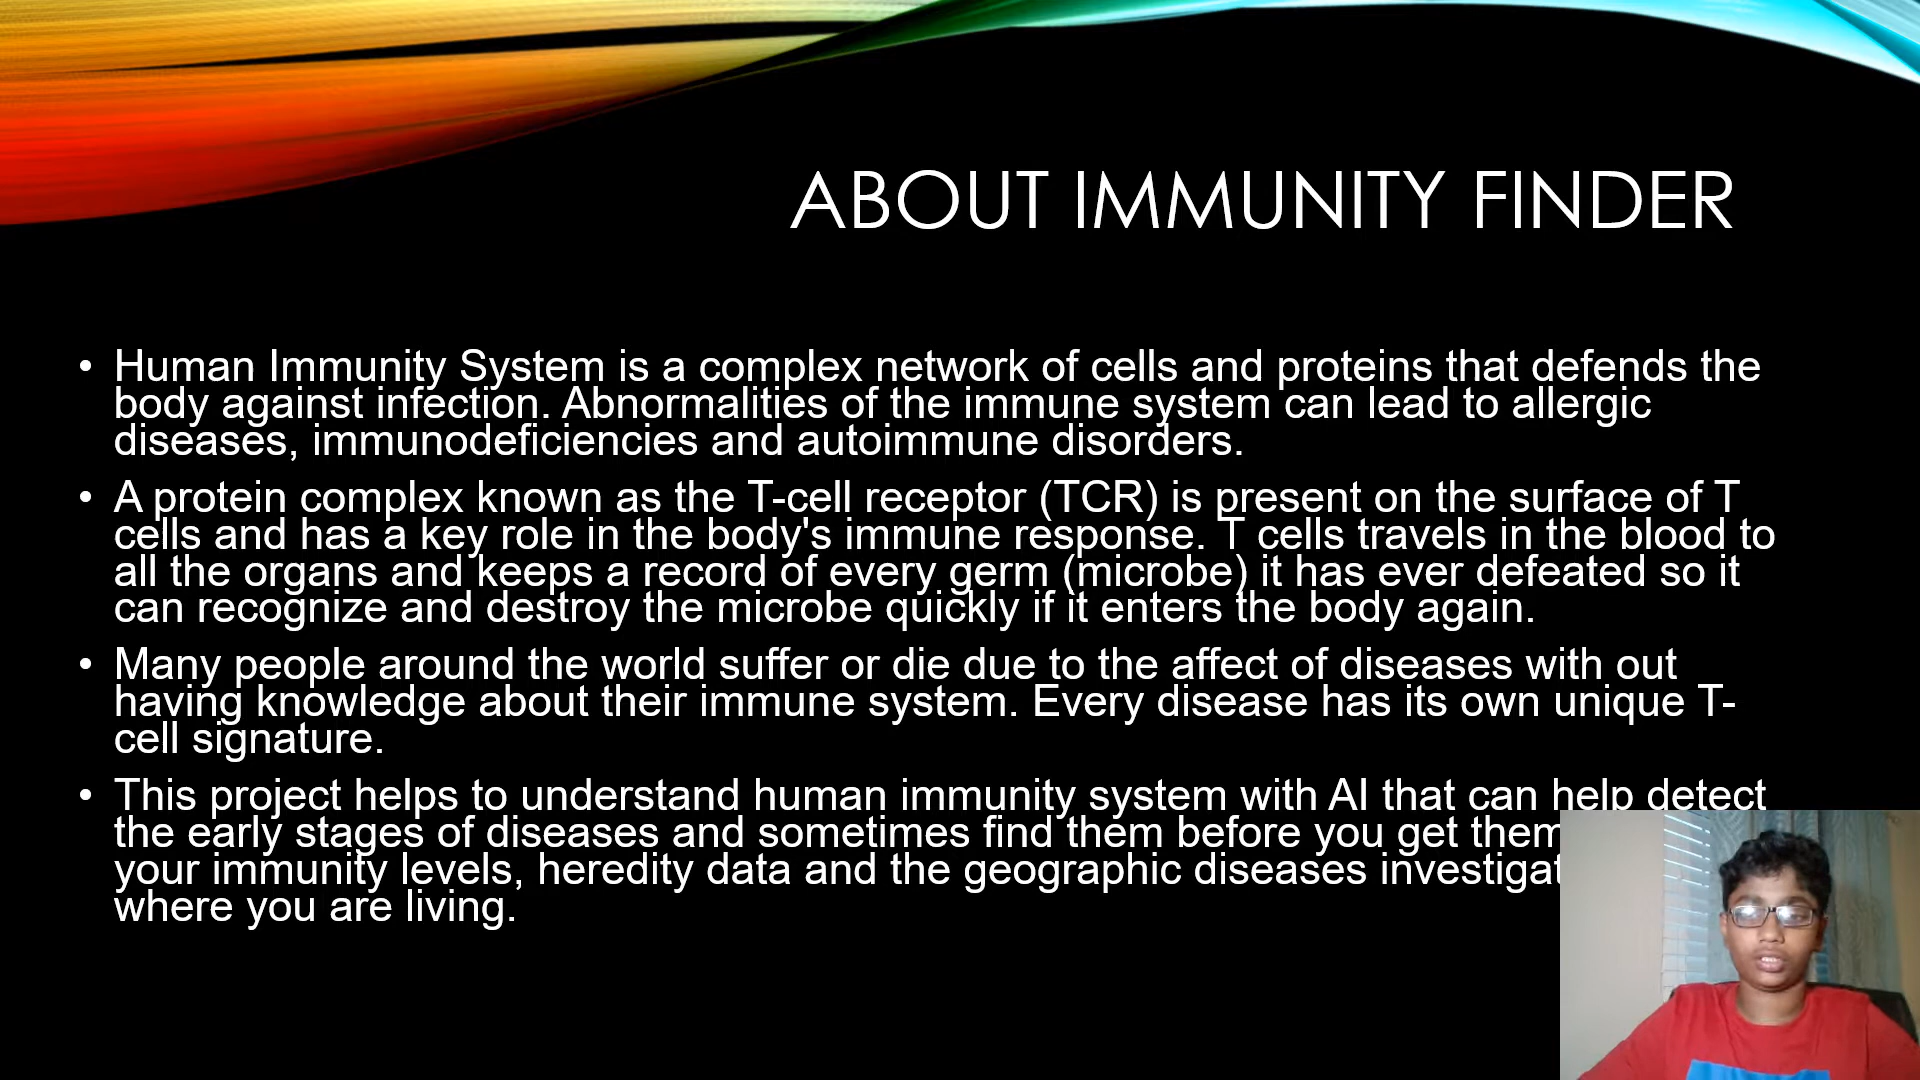 ABOUT IMMUNITY FINDER
• Human Immunity System is a complex network of cells and proteins that defends the
body against infection. Abnormalities of the immune system can lead to allergic
diseases, immunodeficiencies and autoimmune disorders.
• A protein complex known as the T-cell receptor (TCR) is present on the surface of T
cells and has a key role in the body's immune response. T cells travels in the blood to
all the organs and keeps a record of every germ (microbe) it has ever defeated so it
can recognize and destroy the microbe quickly if it enters the body again.
• Many people around the world suffer or die due to the affect of diseases with out
having knowledge about their immune system. Every disease has its own unique T-
cell signature.
• This project helps to understand human immunity system with AI that can help detect
the early stages of diseases and sometimes find them before you get them
your immunity levels, heredity data and the geographic diseases
where you are living.